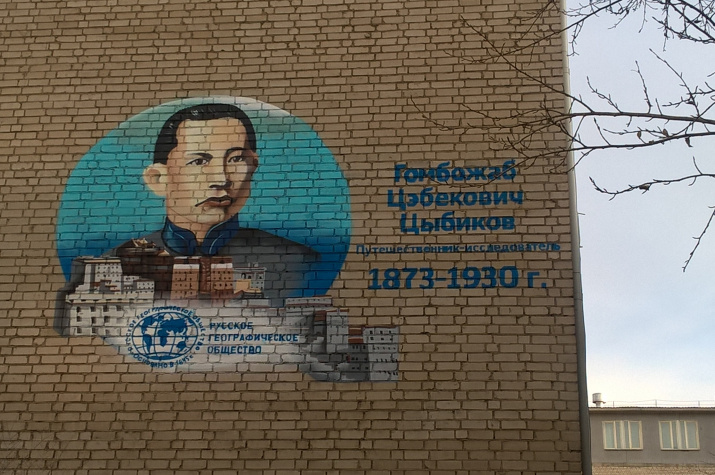 Гомбожаб
Цэбекович
Цыбиков
Путешественник-исследователь
1873-1930 г.
РУССКОЕ
ГЕОГРАФИЧЕСКОЕ
ОБЩЕСТВО